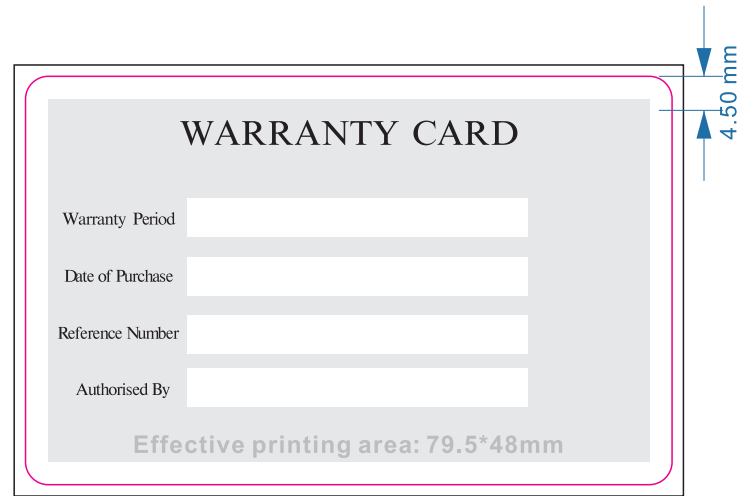 WARRANTY CARD
4.50 mm
Warranty Period
Date of Purchase
Reference Number
Authorised By
Effective printing area: 79.5*48mm